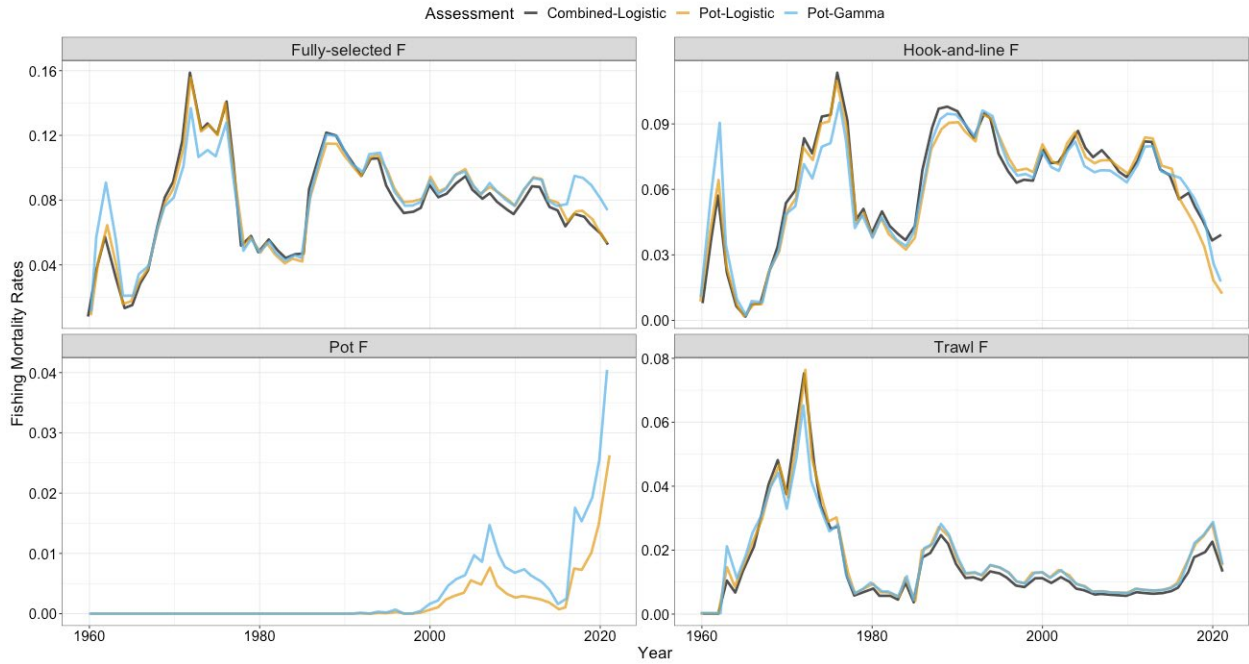 Assessment Combined-Logistic Pot-Logistic Pot-Gamma
Fully-selected F
Hook-and-line F
0.16
0.12
0.08
0.04
0.09
0.06
0.03
0.00
Fishing Mortality Rates
Pot F
Trawl F
0.04
0.03
0.02
0.01
0.00
0.08
0.06
0.04
0.02
0.00
1960 1980 2000 2020
1960 1980 2000 2020
Year